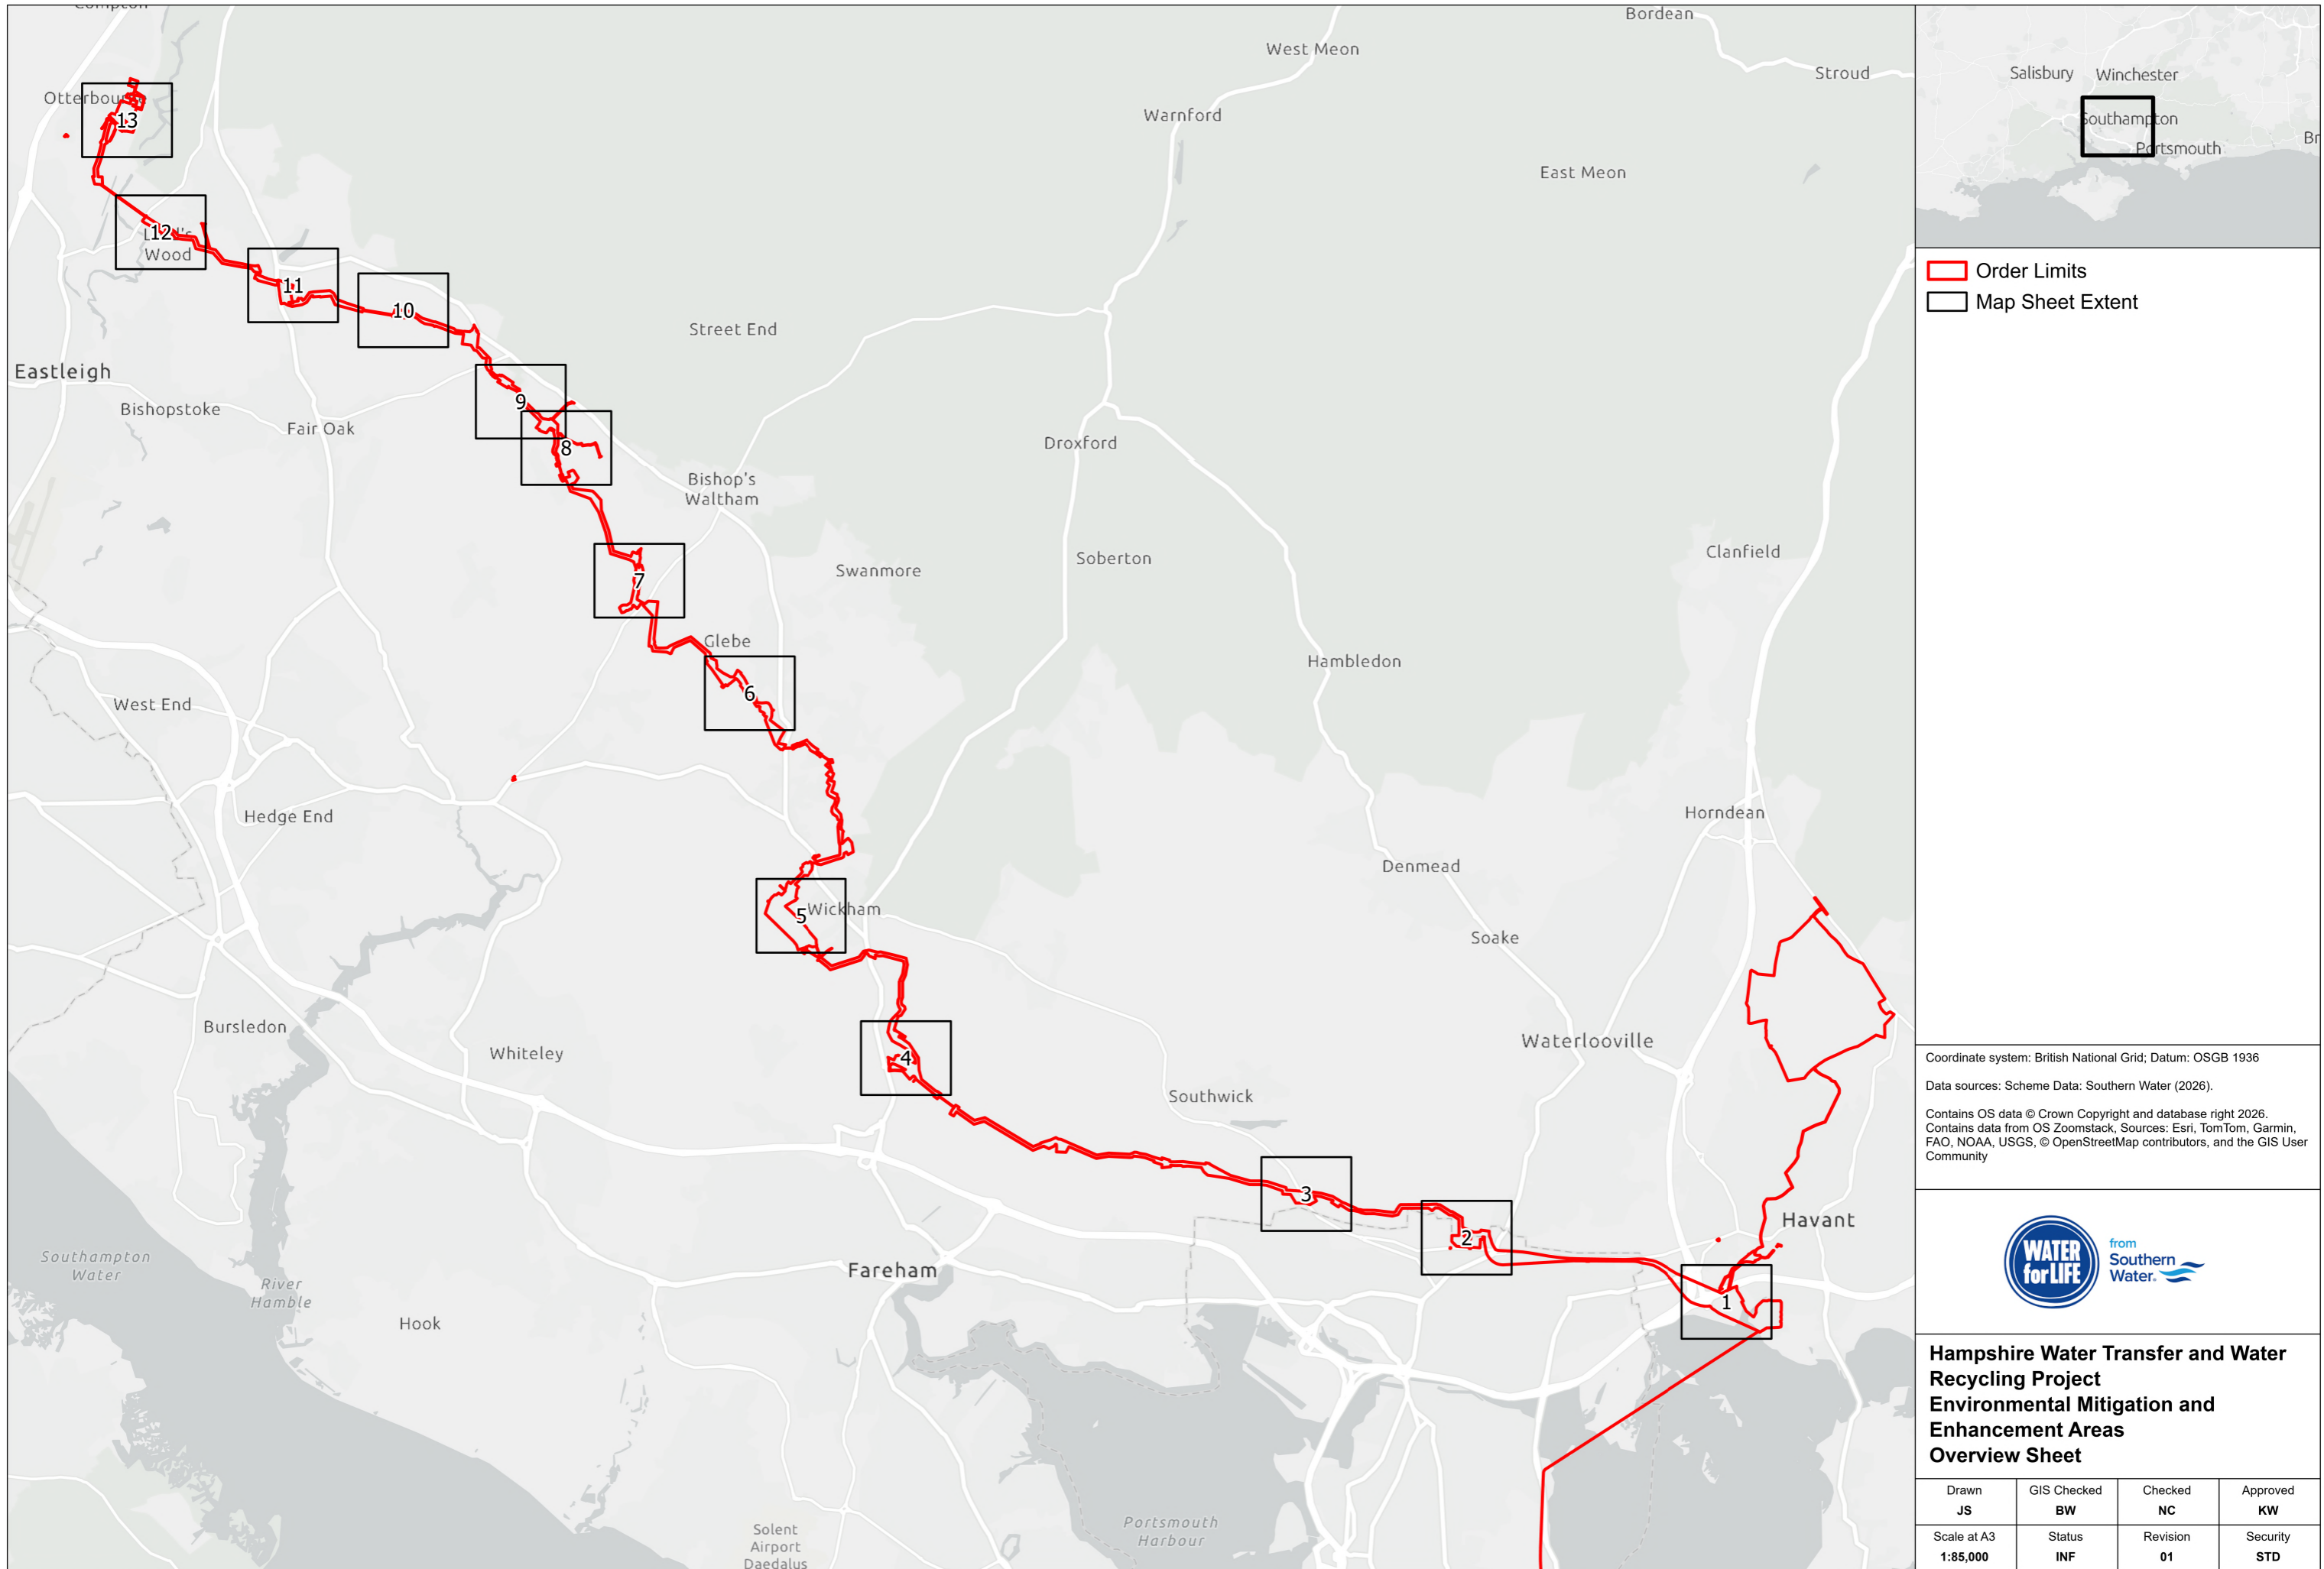 Compton
Bordean
West Meon
Stroud
Otterbourne
13
Warnford
East Meon
12
Wood
11
10
Street End
Eastleigh
Bishopstoke
Fair Oak
9
8
Droxford
Bishop's
Waltham
Clanfield
Soberton
Swanmore
7
Glebe
Hambledon
6
West End
Hedge End
Horndean
Denmead
5
Wickham
Soake
Bursledon
Whiteley
4
Waterlooville
Southwick
3
2
Havant
Southampton
Water
River
Hamble
Fareham
1
Hook
Solent
Airport
Daedalus
Portsmouth
Harbour
Salisbury
Winchester
Southampton
Portsmouth
Br
Order Limits
Map Sheet Extent
Coordinate system: British National Grid; Datum: OSGB 1936
Data sources: Scheme Data: Southern Water (2026).
Contains OS data © Crown Copyright and database right 2026.
Contains data from OS Zoomstack, Sources: Esri, TomTom, Garmin,
FAO, NOAA, USGS, © OpenStreetMap contributors, and the GIS User
Community
WATER
for LIFE
from
Southern
Water.
Hampshire Water Transfer and Water
Recycling Project
Environmental Mitigation and
Enhancement Areas
Overview Sheet
Drawn
JS
GIS Checked
BW
Checked
NC
Approved
KW
Scale at A3
1:85,000
Status
INF
Revision
01
Security
STD